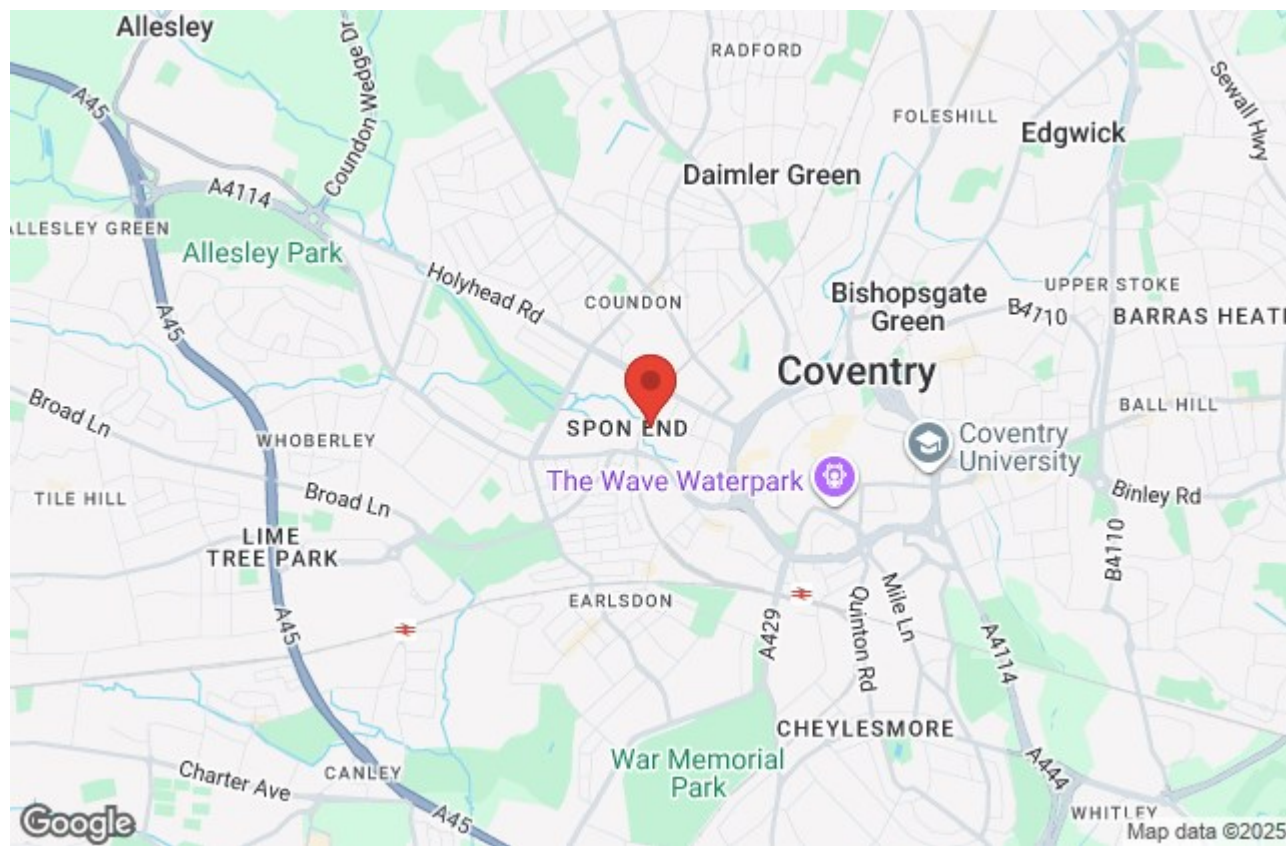 Allesley
Coundon Wedge Dr
RADFORD
Sewall Hwy
A45
FOLESHILL
Edgwick
Daimler Green
A4114
ALLESLEY GREEN
Allesley Park
Holyhead Rd
COUNDON
Bishopsgate
Green
UPPER STOKE
B4110
BARRAS HEATH
A45
Coventry
Broad Ln
SPON END
BALL HILL
WHOBERLEY
Coventry
University
The Wave Waterpark
TILE HILL
Broad Ln
Binley Rd
LIME
TREE PARK
B4110
EARLSDON
A45
A429
Quinton Rd
Mile Ln
A4114
CHEYLESMORE
War Memorial
Park
Charter Ave
CANLEY
A444
A45
WHITLEY
Google
Map data ©2025